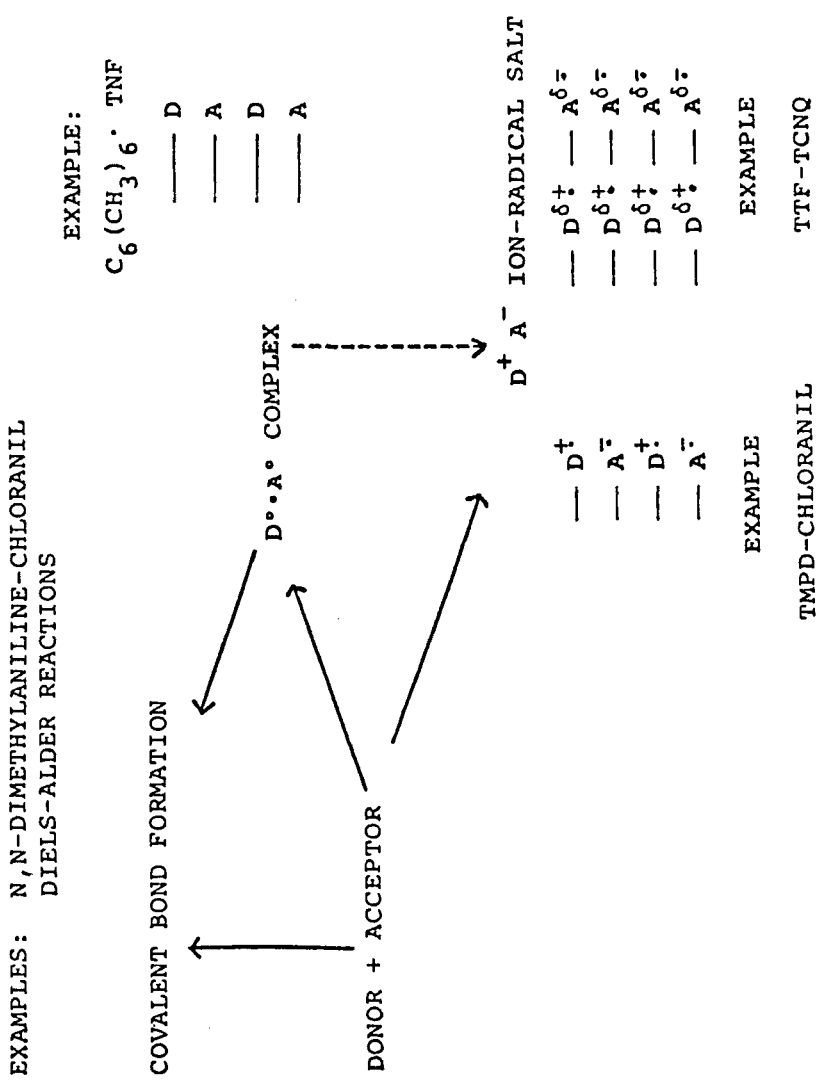 EXAMPLES: N,N-DIMETHYLANILINE-CHLORANIL
DIELS-ALDER REACTIONS
EXAMPLE:
C₆(CH₃)₆· TNF
COVALENT BOND FORMATION
— D
— A
— D
— A
D°·A° COMPLEX
DONOR + ACCEPTOR
D⁺ A⁻ ION-RADICAL SALT
— D⁺·
— A⁻·
— D⁺·
— A⁻·
EXAMPLE
TMPD-CHLORANIL
— Dᵟ⁺· — Aᵟ⁻·
— Dᵟ⁺· — Aᵟ⁻·
— Dᵟ⁺· — Aᵟ⁻·
— Dᵟ⁺· — Aᵟ⁻·
EXAMPLE
TTF-TCNQ